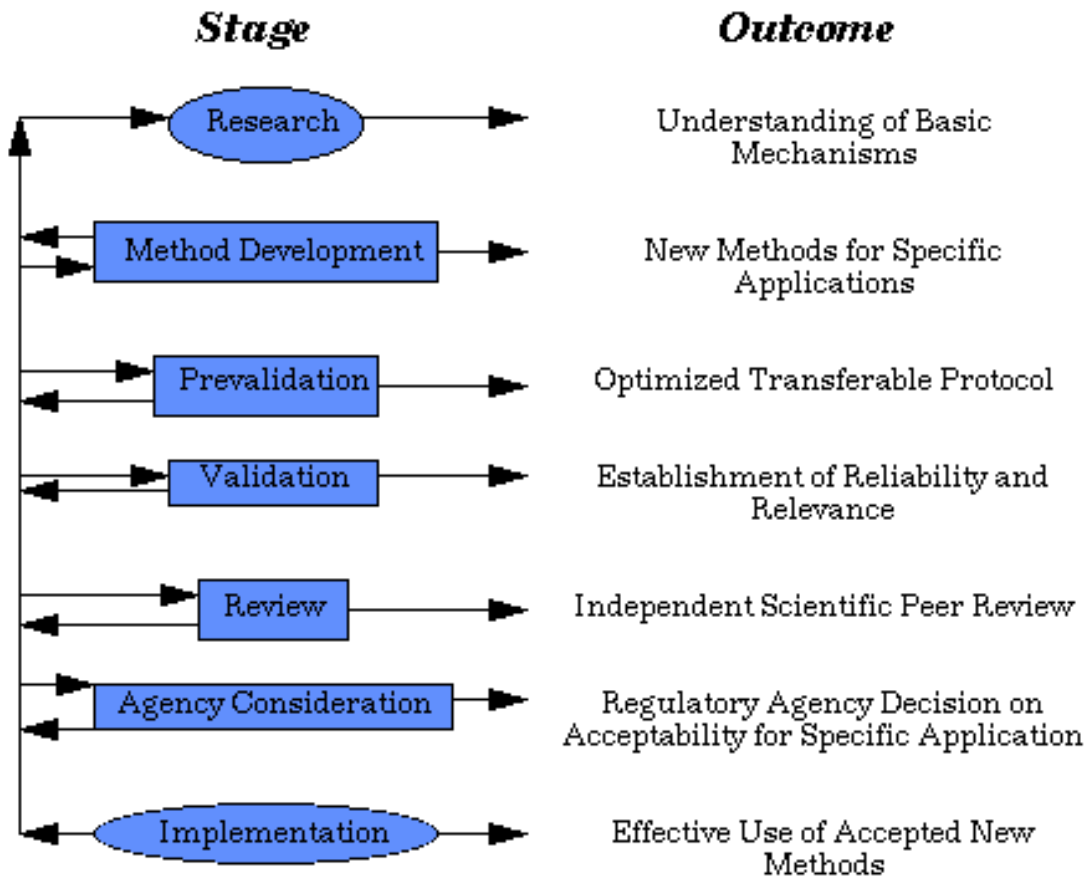 Stage
Outcome
Research
Understanding of Basic
Mechanisms
Method Development
New Methods for Specific
Applications
Prevalidation
Optimized Transferable Protocol
Validation
Establishment of Reliability and
Relevance
Review
Independent Scientific Peer Review
Agency Consideration
Regulatory Agency Decision on
Acceptability for Specific Application
Implementation
Effective Use of Accepted New
Methods